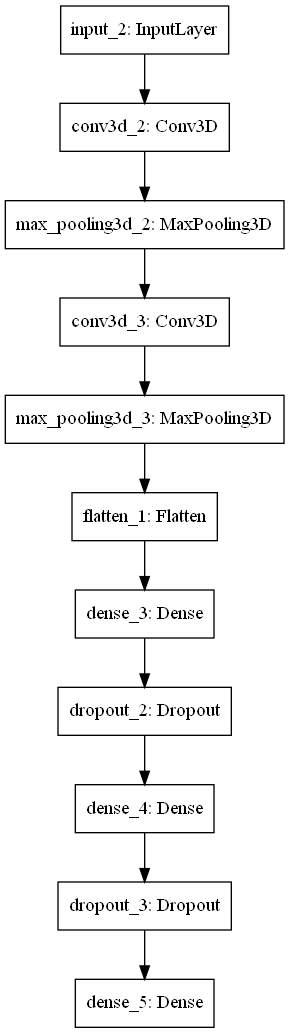 input_2: InputLayer
conv3d_2: Conv3D
max_pooling3d_2: MaxPooling3D
conv3d_3: Conv3D
max_pooling3d_3: MaxPooling3D
flatten_1: Flatten
dense_3: Dense
dropout_2: Dropout
dense_4: Dense
dropout_3: Dropout
dense_5: Dense